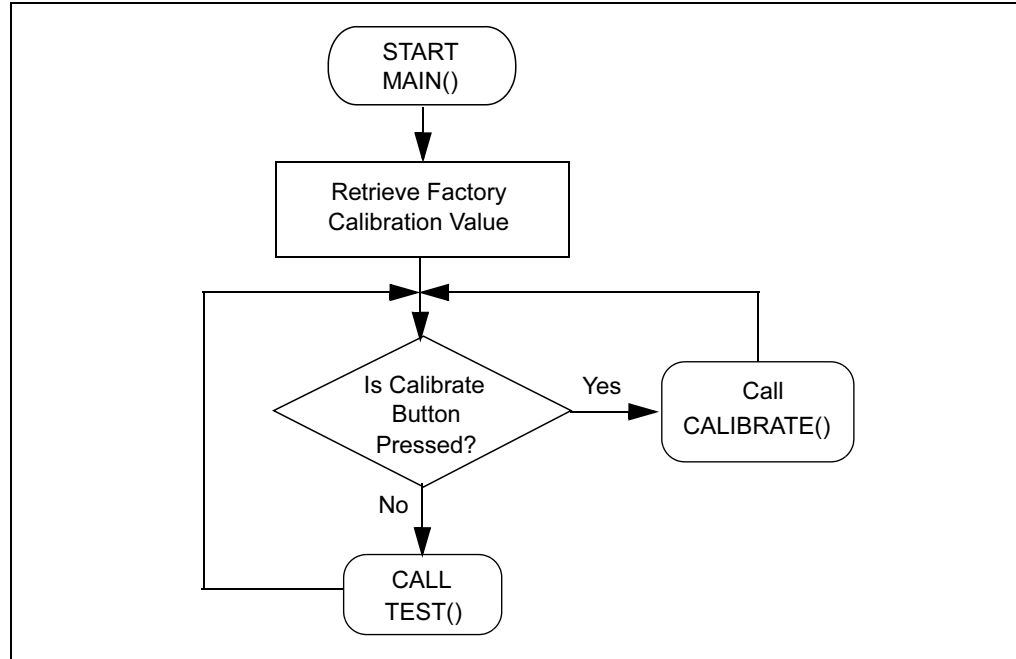 START
MAIN()
Retrieve Factory
Calibration Value
Is Calibrate
Button
Pressed?
Yes
Call
CALIBRATE()
No
CALL
TEST()